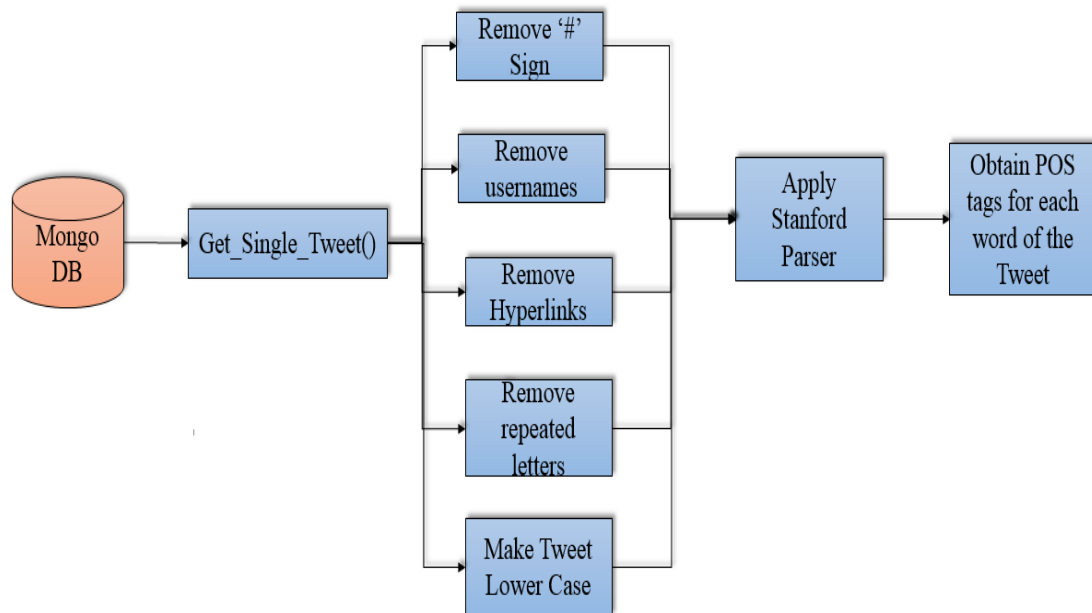 Mongo
DB
Get_Single_Tweet()
Remove ‘#’
Sign
Remove
usernames
Remove
Hyperlinks
Remove
repeated
letters
Make Tweet
Lower Case
Apply
Stanford
Parser
Obtain POS
tags for each
word of the
Tweet